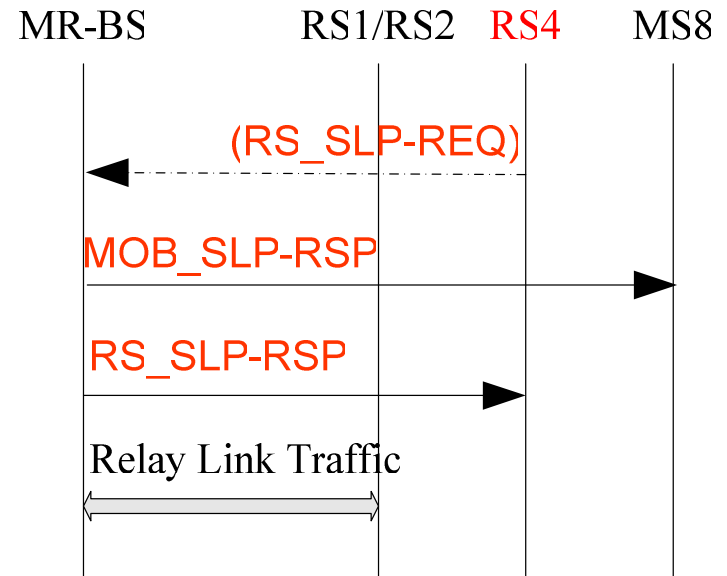 MR-BS RS1/RS2 RS4 MS8
(RS_SLP-REQ)
MOB_SLP-RSP
RS_SLP-RSP
Relay Link Traffic